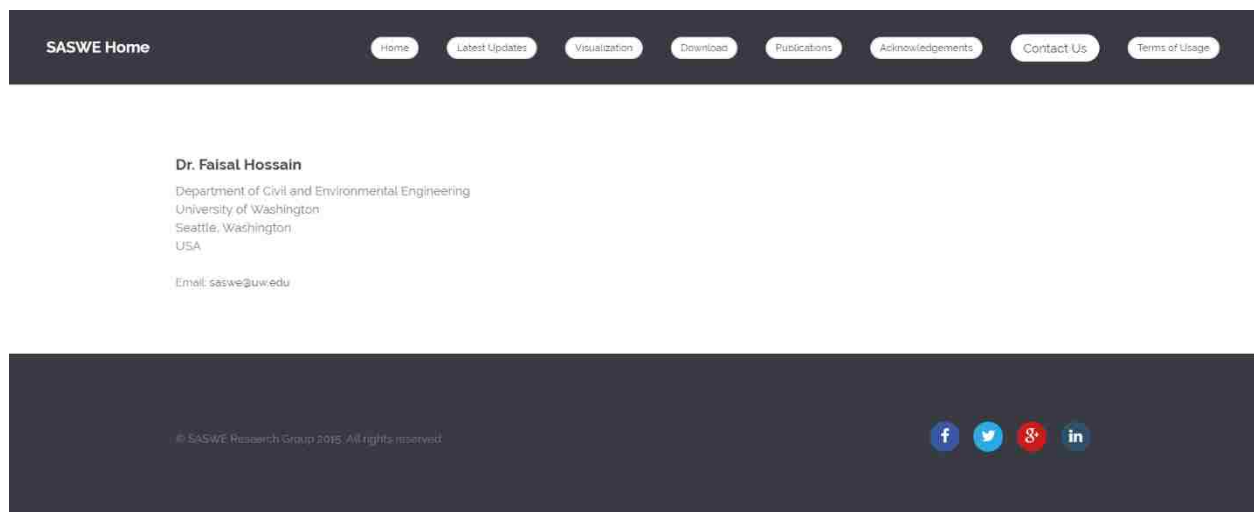 SASWE Home
Home
Latest Updates
Visualization
Download
Publications
Acknowledgements
Contact Us
Terms of Usage
Dr. Faisal Hossain
Department of Civil and Environmental Engineering
University of Washington
Seattle, Washington
USA
Email: saswe@uw.edu
© SASWE Research Group 2015. All rights reserved
f
g+
in